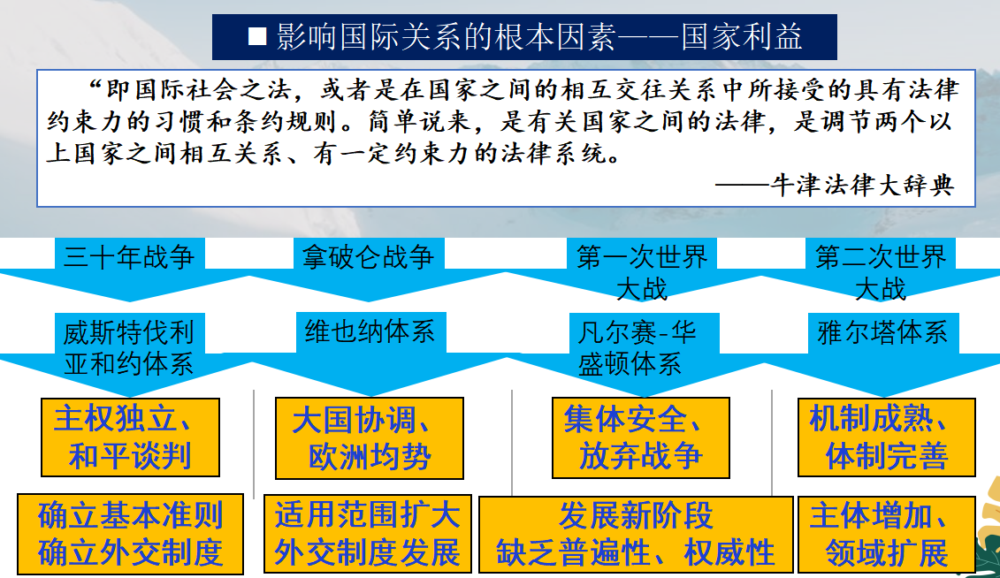 影响国际关系的根本因素——国家利益
“即国际社会之法，或者是在国家之间的相互交往关系中所接受的具有法律
约束力的习惯和条约规则。简单说来，是有关国家之间的法律，是调节两个以
上国家之间相互关系、有一定约束力的法律系统。
——牛津法律大辞典
三十年战争
拿破仑战争
第一次世界
大战
第二次世界
大战
威斯特伐利
亚和约体系
维也纳体系
凡尔赛-华
盛顿体系
雅尔塔体系
主权独立、
和平谈判
大国协调、
欧洲均势
集体安全、
放弃战争
机制成熟、
体制完善
确立基本准则
确立外交制度
适用范围扩大
外交制度发展
发展新阶段
缺乏普遍性、权威性
主体增加、
领域扩展